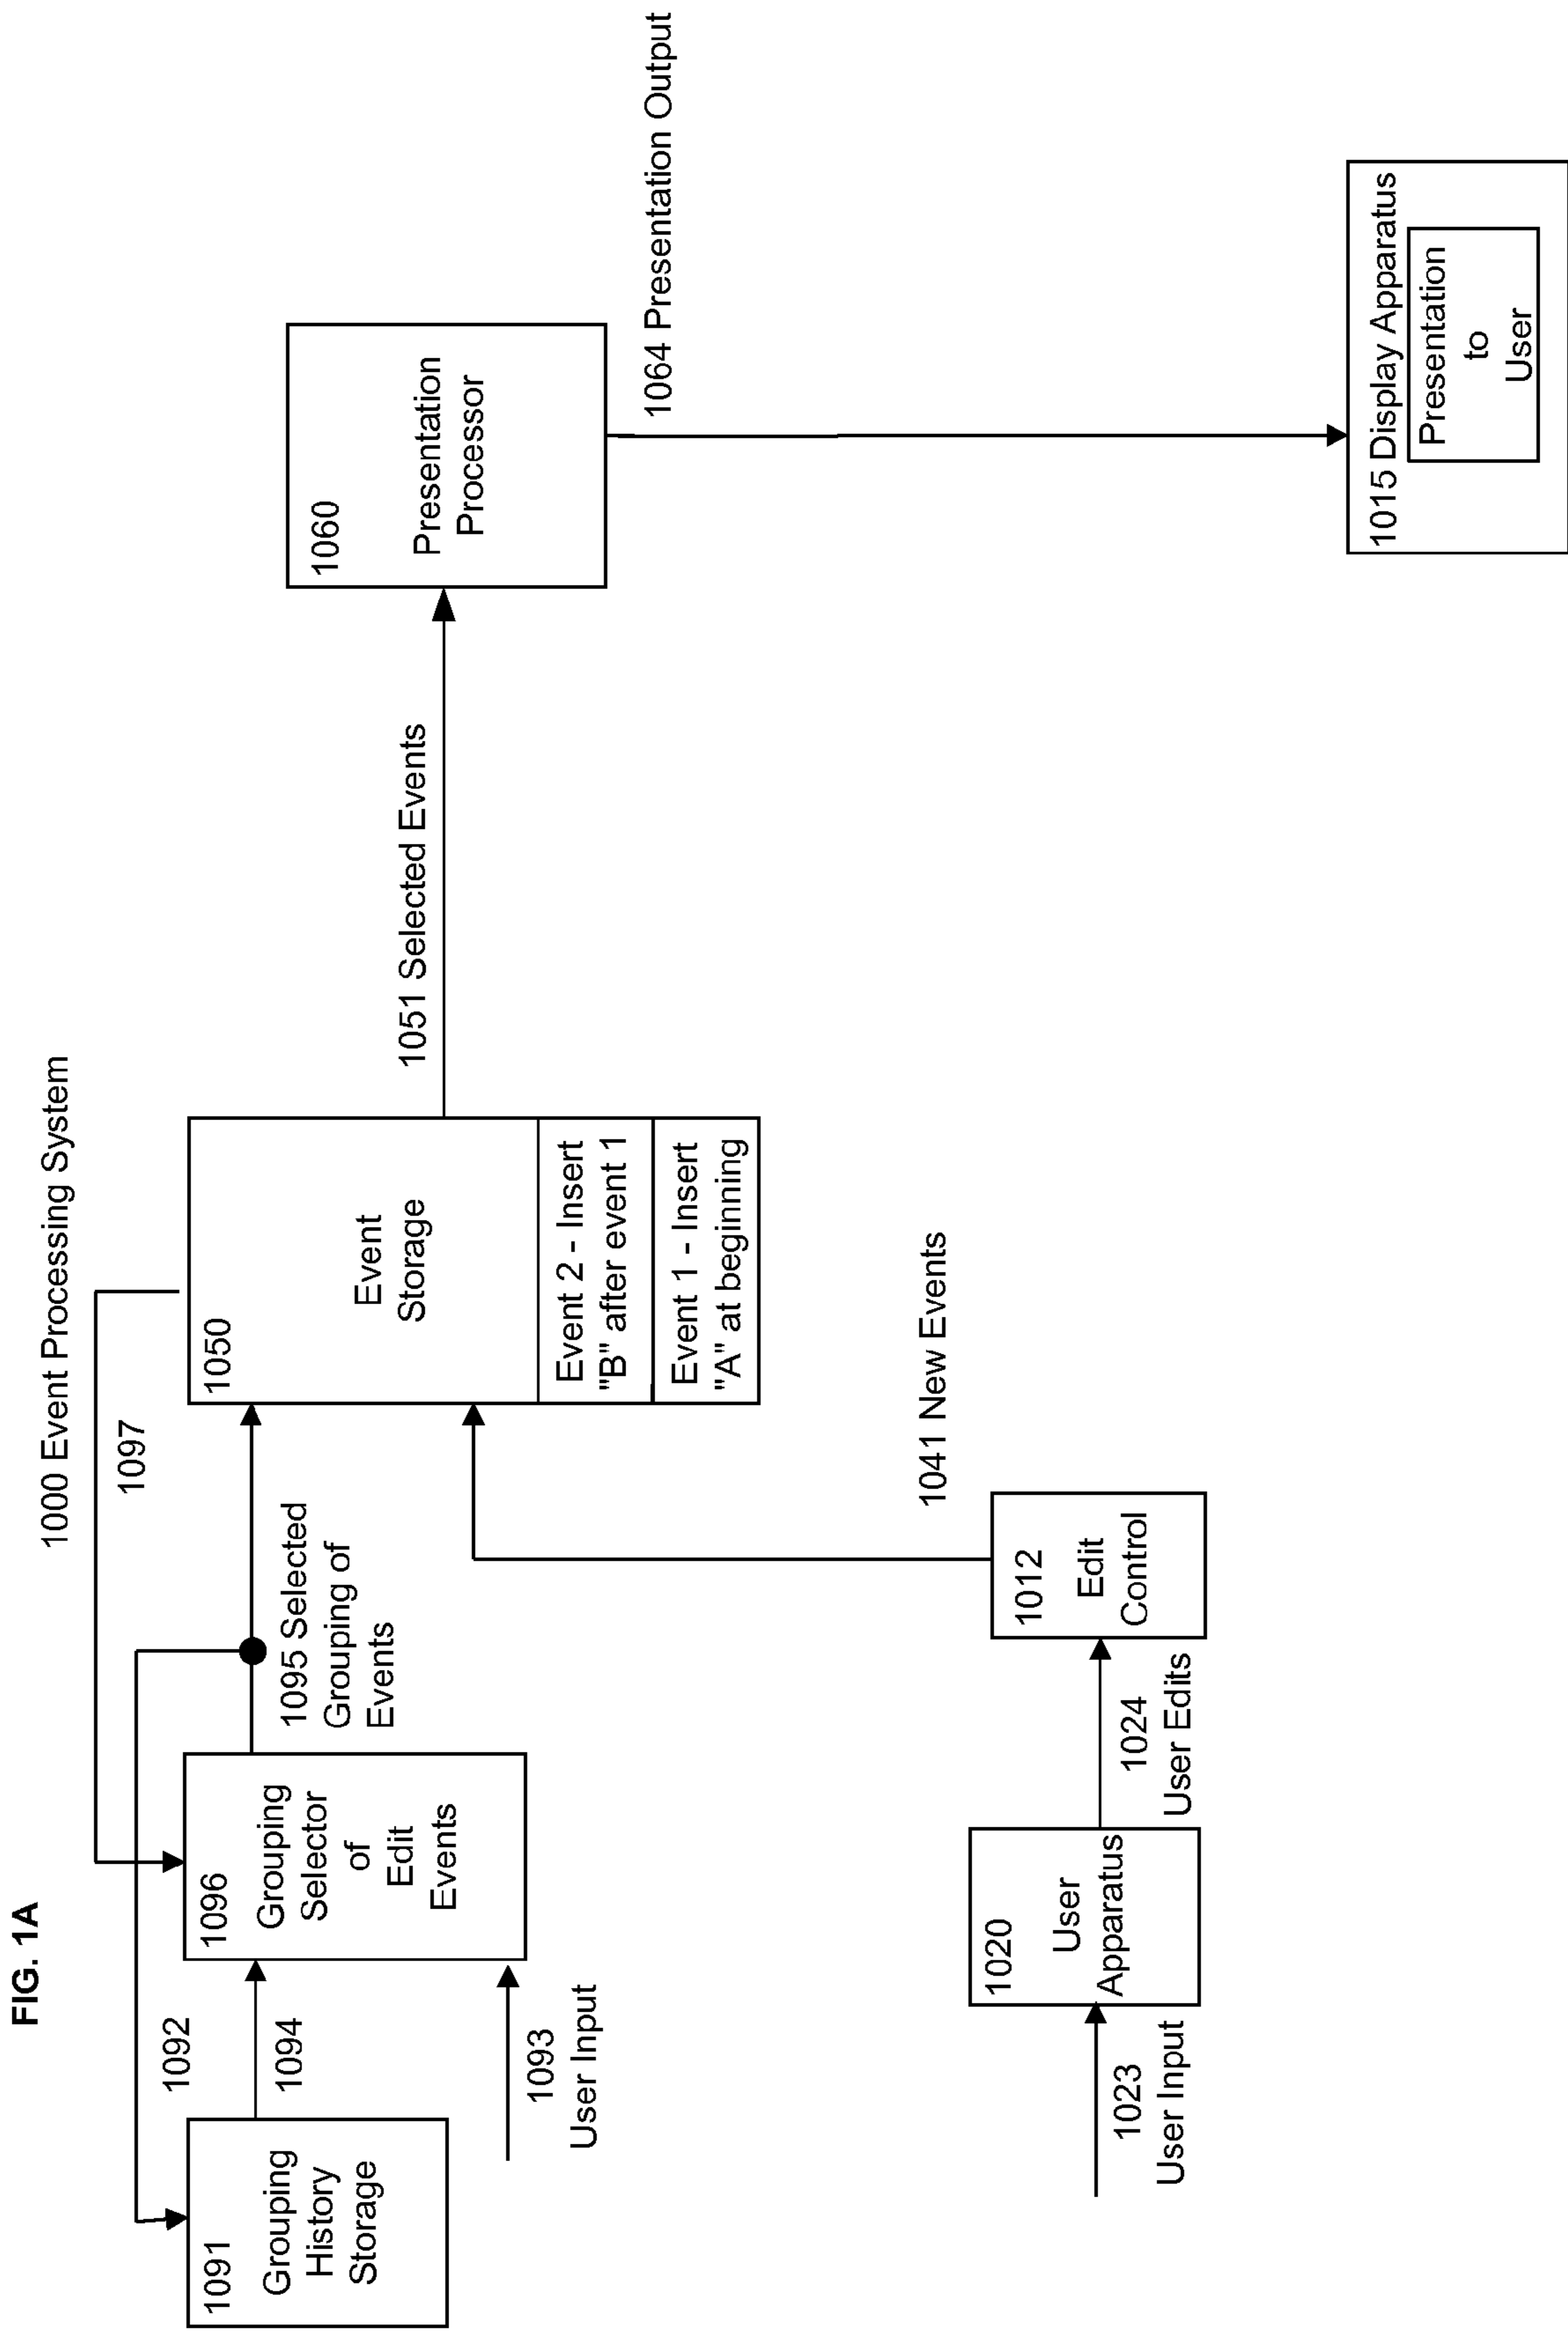 FIG. 1A
1000 Event Processing System
1097
1092
1094
1091
Grouping
History
Storage
1096
Grouping
Selector
of
Edit
Events
1093
User Input
1095 Selected
Grouping of
Events
1050
Event
Storage
Event 2 - Insert
"B" after event 1
Event 1 - Insert
"A" at beginning
1051 Selected Events
1060
Presentation
Processor
1064 Presentation Output
1041 New Events
1023
User Input
1020
User
Apparatus
1024
User Edits
1012
Edit
Control
1015 Display Apparatus
Presentation
to
User